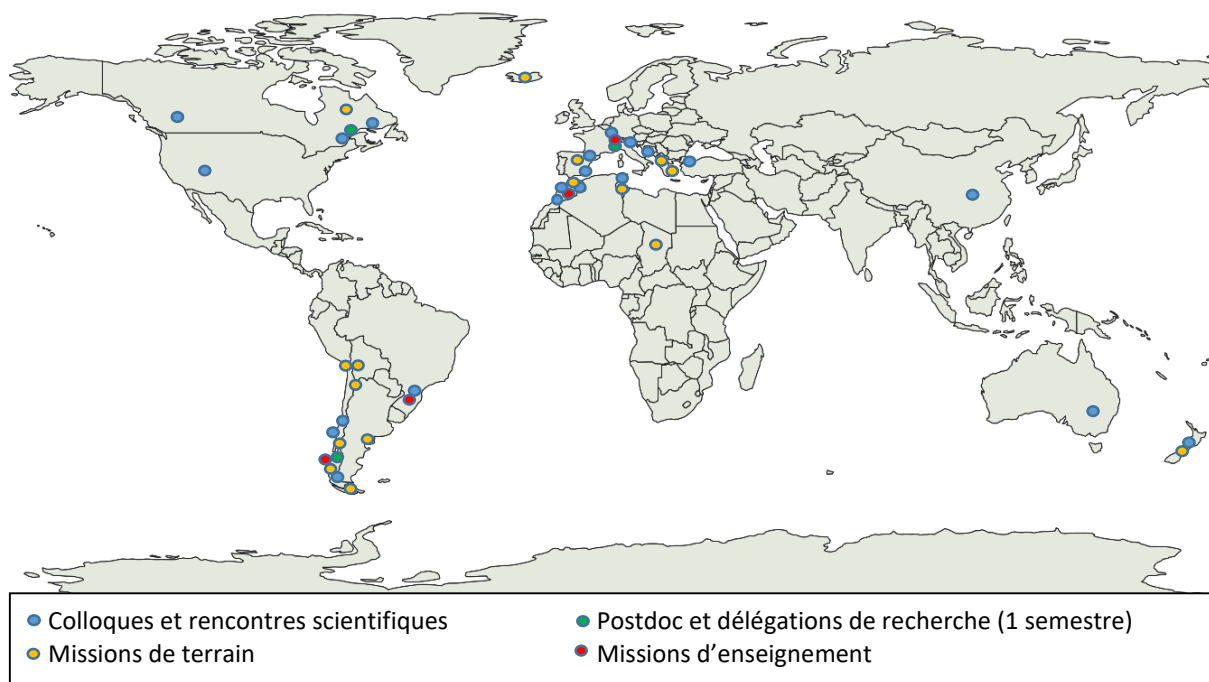 Colloques et rencontres scientifiques
Missions de terrain
Postdoc et délégations de recherche (1 semestre)
Missions d'enseignement